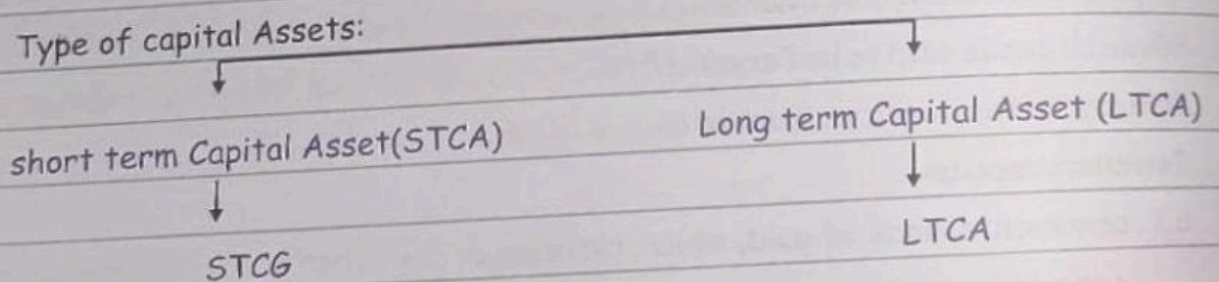 Type of capital Assets:
short term Capital Asset(STCA)
Long term Capital Asset (LTCA)
STCG
LTCA